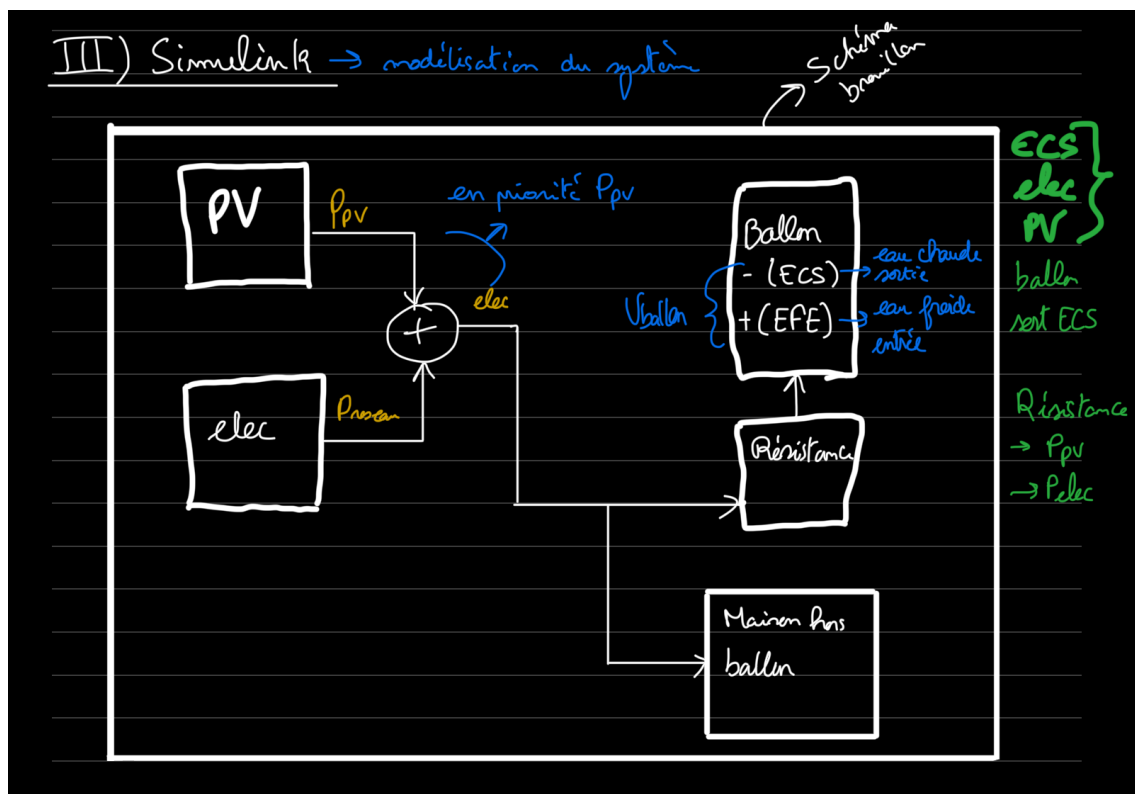 III) Simulink → modélisation du système
Schéma
brouillon
PV
Ppv
en priorité Ppv
elec
+
elec
Preseau
Ballon
- (ECS) → eau chaude
sortie
+ (EFE) → eau froide
entrée
Vballon
Résistance
Maison hors
ballon
ECS
elec
PV
ballon
sort ECS
Résistance
→ Ppv
→ Pelec